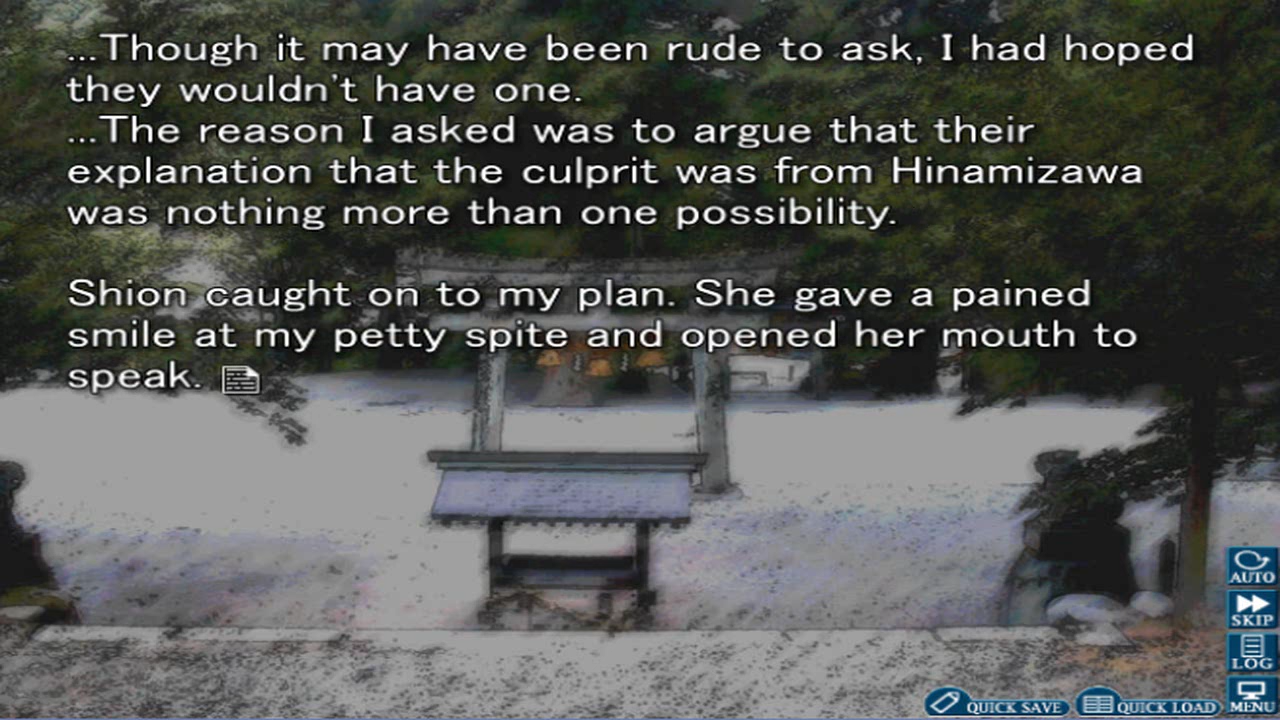 ...Though it may have been rude to ask, I had hoped
they wouldn't have one.
...The reason I asked was to argue that their
explanation that the culprit was from Hinamizawa
was nothing more than one possibility.
Shion caught on to my plan. She gave a pained
smile at my petty spite and opened her mouth to
speak.
AUTO
SKIP
LOG
MENU
QUICK SAVE
QUICK LOAD